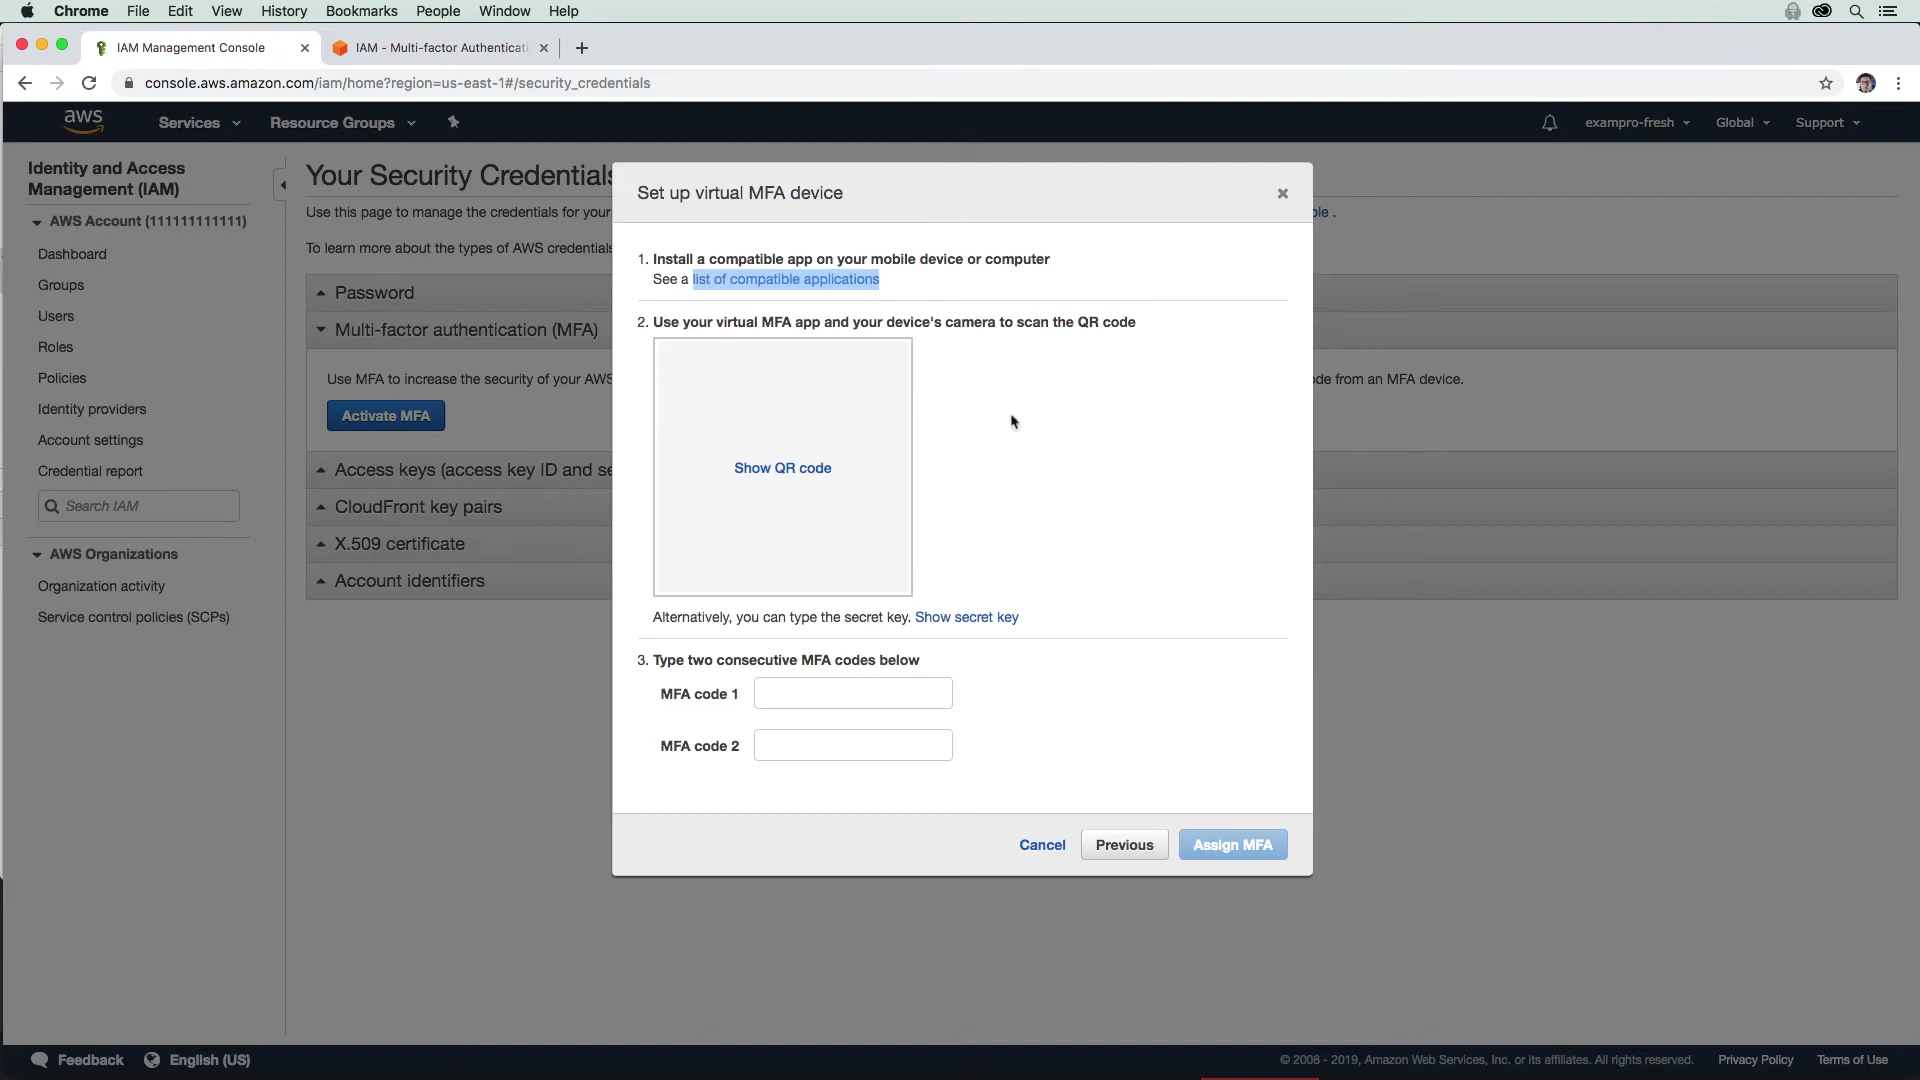 Chrome File Edit View History Bookmarks People Window Help
IAM Management Console
IAM - Multi-factor Authenticati
console.aws.amazon.com/iam/home?region=us-east-1#/security_credentials
aws Services Resource Groups exampro-fresh Global Support
Identity and Access
Management (IAM)
AWS Account (111111111111)
Dashboard
Groups
Users
Roles
Policies
Identity providers
Account settings
Credential report
Search IAM
AWS Organizations
Organization activity
Service control policies (SCPs)
Your Security Credentials
Use this page to manage the credentials for your
ble .
To learn more about the types of AWS credentials
Password
Multi-factor authentication (MFA)
Use MFA to increase the security of your AWS
ode from an MFA device.
Activate MFA
Access keys (access key ID and se
CloudFront key pairs
X.509 certificate
Account identifiers
Set up virtual MFA device
1. Install a compatible app on your mobile device or computer
See a list of compatible applications
2. Use your virtual MFA app and your device's camera to scan the QR code
Show QR code
Alternatively, you can type the secret key. Show secret key
3. Type two consecutive MFA codes below
MFA code 1
MFA code 2
Cancel Previous Assign MFA
Feedback English (US)
© 2008 - 2019, Amazon Web Services, Inc. or its affiliates. All rights reserved. Privacy Policy Terms of Use